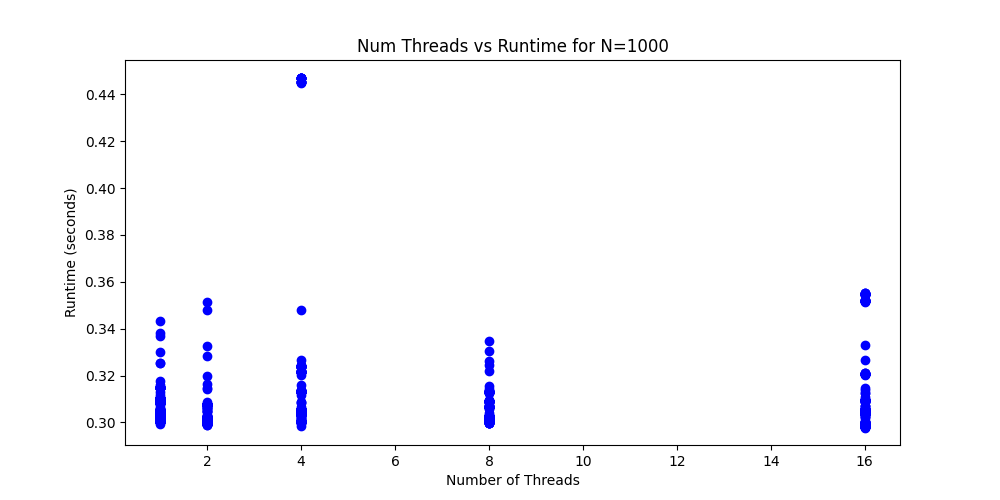 Num Threads vs Runtime for N=1000
Runtime (seconds)
0.44
0.42
0.40
0.38
0.36
0.34
0.32
0.30
2 4 6 8 10 12 14 16
Number of Threads